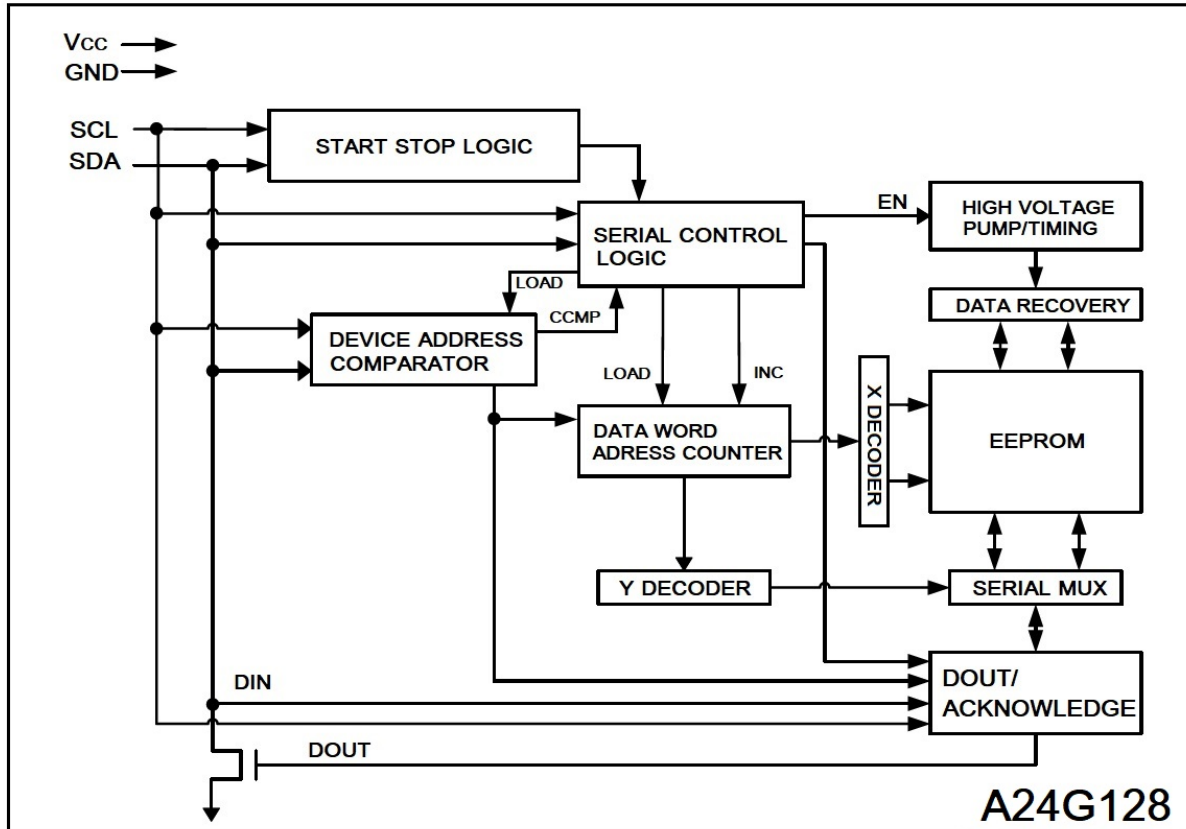 VCC
GND
SCL
SDA
START STOP LOGIC
SERIAL CONTROL
LOGIC
EN
HIGH VOLTAGE
PUMP/TIMING
LOAD
CCMP
DATA RECOVERY
DEVICE ADDRESS
COMPARATOR
LOAD
INC
X DECODER
DATA WORD
ADRESS COUNTER
EEPROM
Y DECODER
SERIAL MUX
DIN
DOUT/
ACKNOWLEDGE
DOUT
A24G128